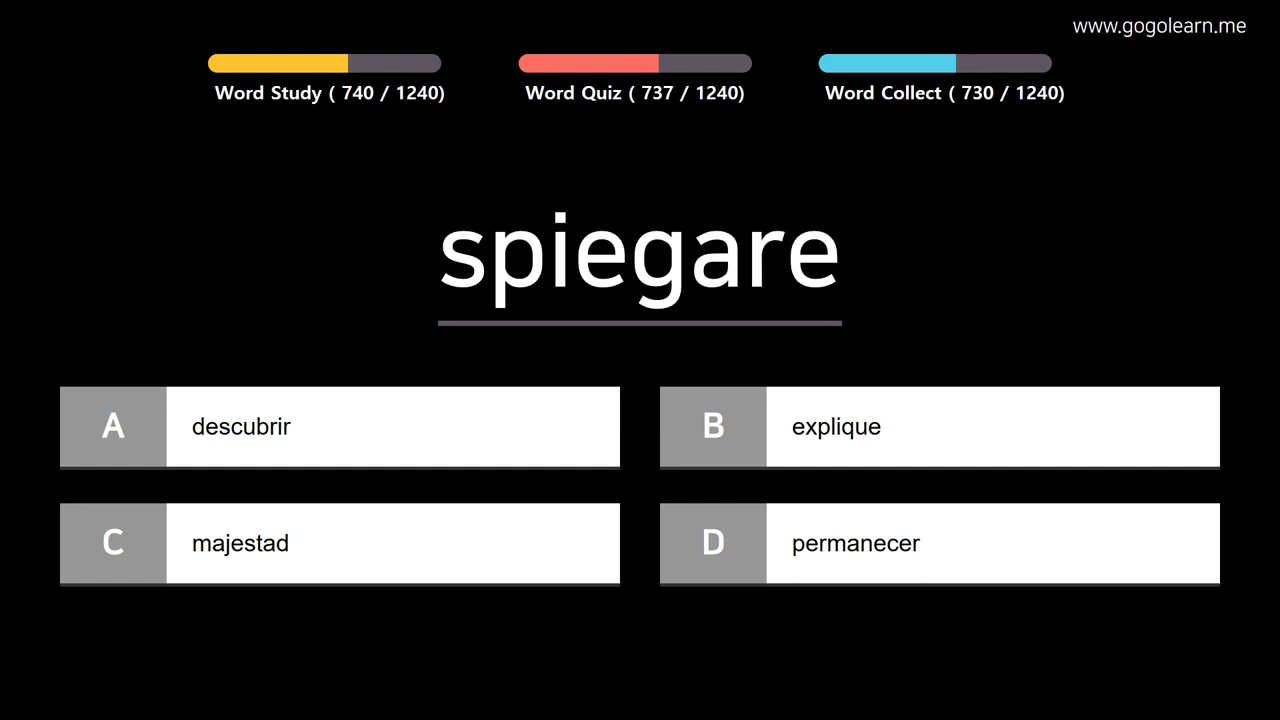 www.gogolearn.me
Word Study ( 740 / 1240)
Word Quiz ( 737 / 1240)
Word Collect ( 730 / 1240)
spiegare
A descubrir
B explique
C majestad
D permanecer